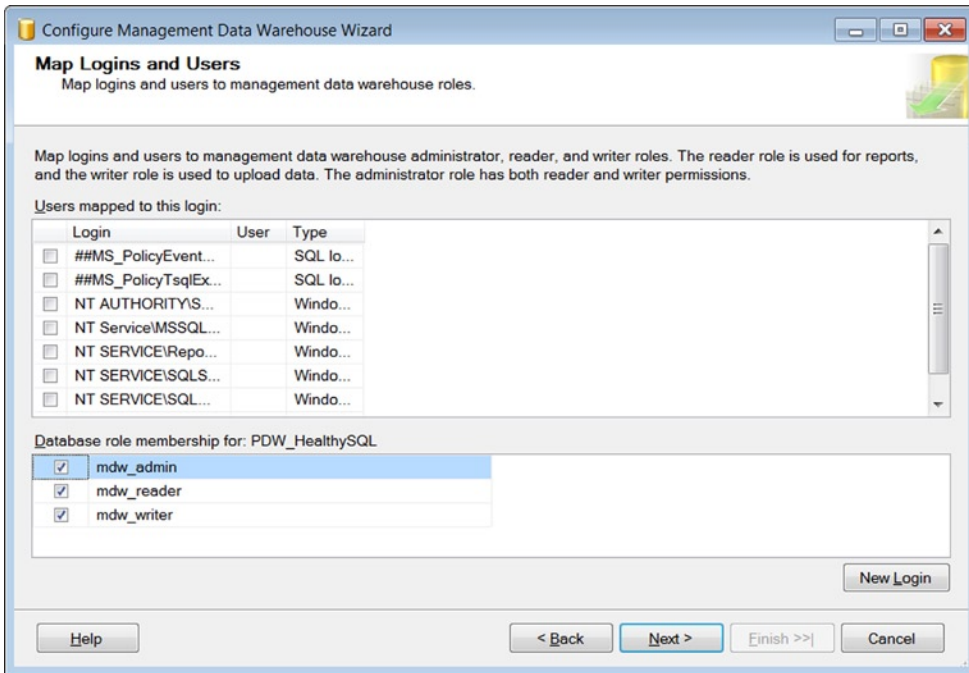 Configure Management Data Warehouse Wizard
Map Logins and Users
Map logins and users to management data warehouse roles.
Map logins and users to management data warehouse administrator, reader, and writer roles. The reader role is used for reports,
and the writer role is used to upload data. The administrator role has both reader and writer permissions.
Users mapped to this login:
Login User Type
##MS_PolicyEvent... SQL lo...
##MS_PolicyTsqlEx... SQL lo...
NT AUTHORITY\S... Windo...
NT Service\MSSQL... Windo...
NT SERVICE\Repo... Windo...
NT SERVICE\SQLS... Windo...
NT SERVICE\SQL... Windo...
Database role membership for: PDW_HealthySQL
mdw_admin
mdw_reader
mdw_writer
New Login
Help < Back Next > Finish >>| Cancel